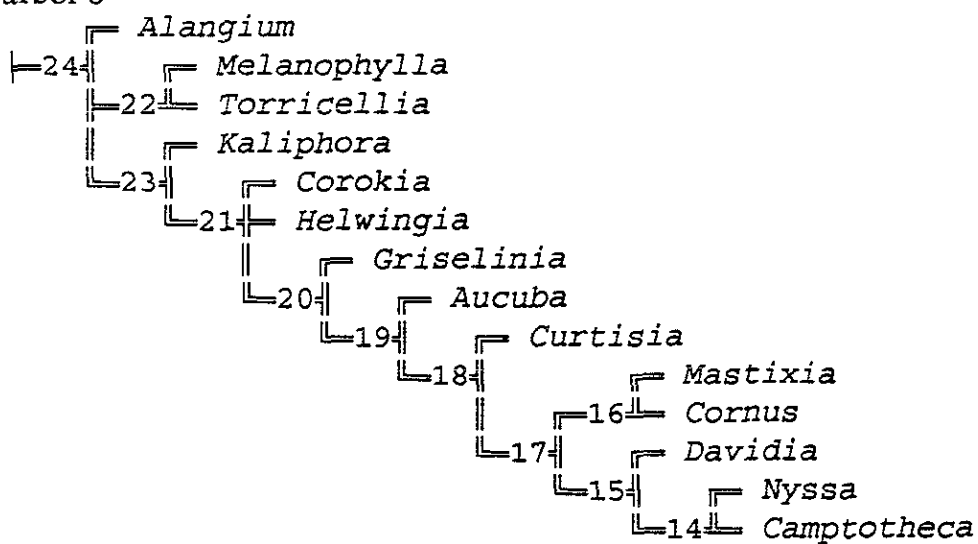 Alangium
24 Melanophylla
22 Torricellia
Kaliphora
23 Corokia
21 Helwingia
Griselinia
20 Aucuba
19 Curtisia
18 Mastixia
16 Cornus
17 Davidia
15 Nyssa
14 Camptotheca